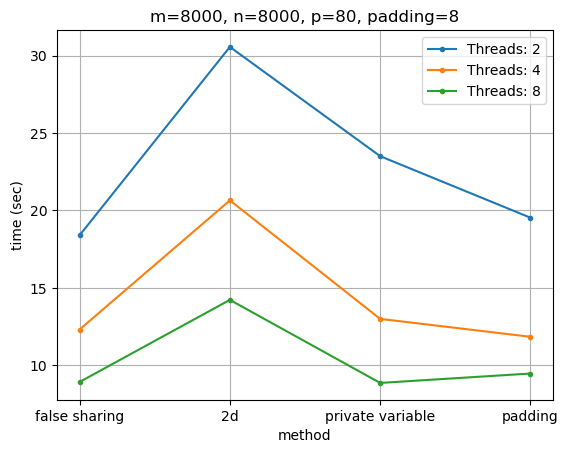 m=8000, n=8000, p=80, padding=8
Threads: 2
Threads: 4
Threads: 8
time (sec)
30
25
20
15
10
false sharing 2d private variable padding
method